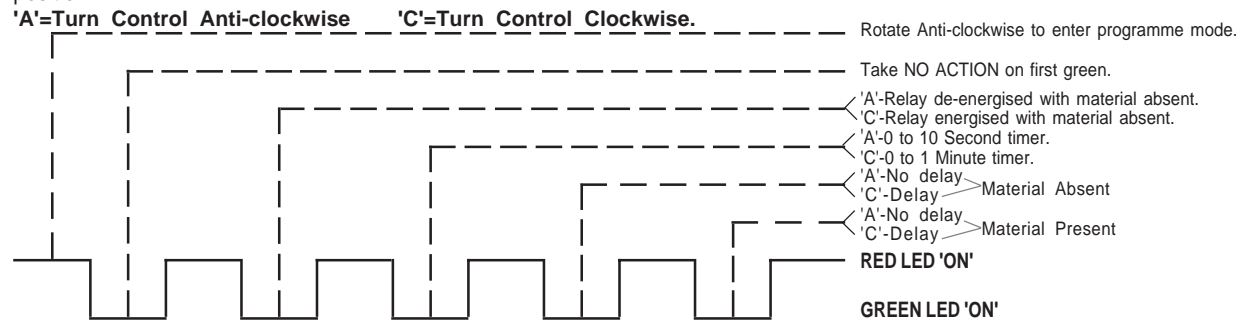 'A'=Turn Control Anti-clockwise 'C'=Turn Control Clockwise.
Rotate Anti-clockwise to enter programme mode.
Take NO ACTION on first green.
'A'-Relay de-energised with material absent.
'C'-Relay energised with material absent.
'A'-0 to 10 Second timer.
'C'-0 to 1 Minute timer.
'A'-No delay
'C'-Delay
Material Absent
'A'-No delay
'C'-Delay
Material Present
RED LED 'ON'
GREEN LED 'ON'